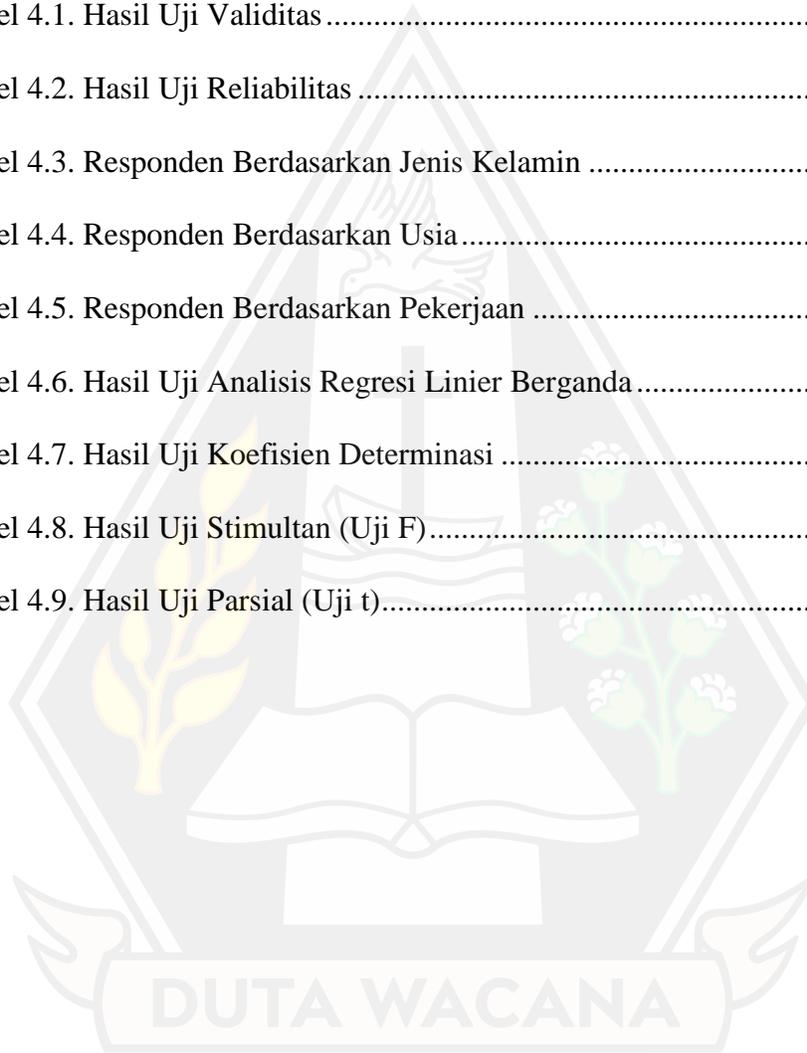 el 4.1. Hasil Uji Validitas................................................................
el 4.2. Hasil Uji Reliabilitas ............................................................
el 4.3. Responden Berdasarkan Jenis Kelamin ..............................
el 4.4. Responden Berdasarkan Usia..............................................
el 4.5. Responden Berdasarkan Pekerjaan .....................................
el 4.6. Hasil Uji Analisis Regresi Linier Berganda........................
el 4.7. Hasil Uji Koefisien Determinasi .........................................
el 4.8. Hasil Uji Stimultan (Uji F)..................................................
el 4.9. Hasil Uji Parsial (Uji t)........................................................
DUTA WACANA